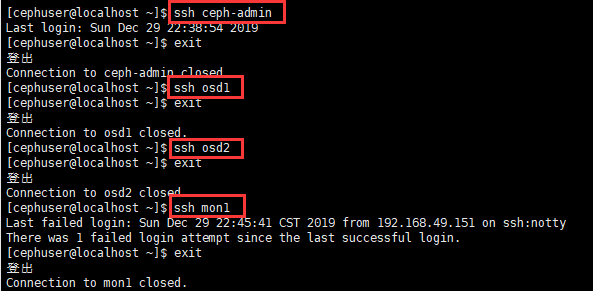 [cephuser@localhost ~]$ ssh ceph-admin
Last login: Sun Dec 29 22:38:54 2019
[cephuser@localhost ~]$ exit
登出
Connection to ceph-admin closed.
[cephuser@localhost ~]$ ssh osd1
[cephuser@localhost ~]$ exit
登出
Connection to osd1 closed.
[cephuser@localhost ~]$ ssh osd2
[cephuser@localhost ~]$ exit
登出
Connection to osd2 closed.
[cephuser@localhost ~]$ ssh mon1
Last failed login: Sun Dec 29 22:45:41 CST 2019 from 192.168.49.151 on ssh:notty
There was 1 failed login attempt since the last successful login.
[cephuser@localhost ~]$ exit
登出
Connection to mon1 closed.